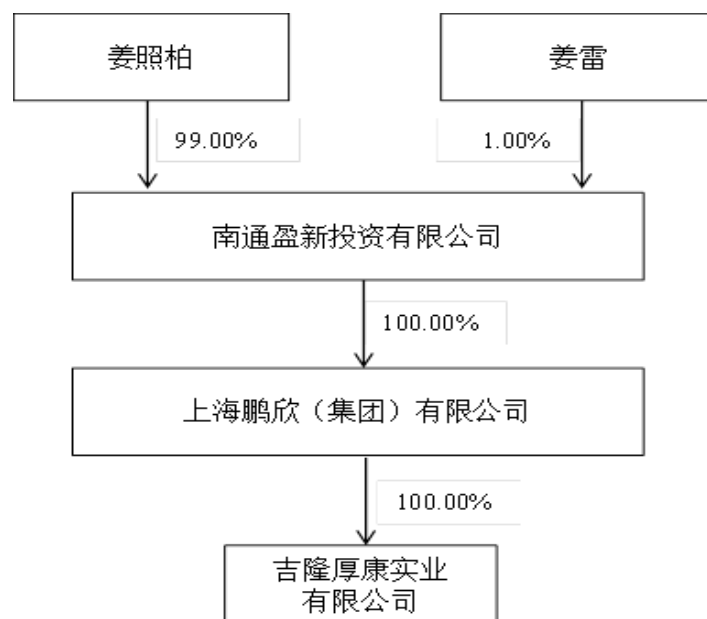 姜照柏
姜雷
99.00%
1.00%
南通盈新投资有限公司
100.00%
上海鹏欣（集团）有限公司
100.00%
吉隆厚康实业
有限公司